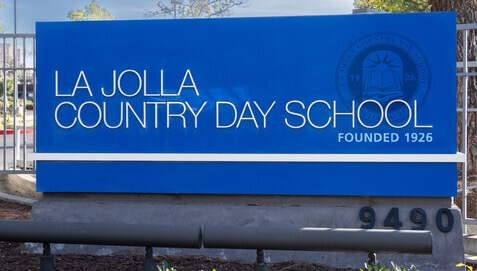 LA JOLLA
COUNTRY DAY SCHOOL
FOUNDED 1926
9490